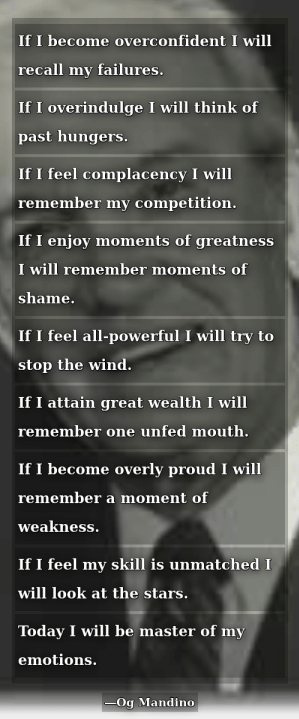 If I become overconfident I will
recall my failures.
If I overindulge I will think of
past hungers.
If I feel complacency I will
remember my competition.
If I enjoy moments of greatness
I will remember moments of
shame.
If I feel all-powerful I will try to
stop the wind.
If I attain great wealth I will
remember one unfed mouth.
If I become overly proud I will
remember a moment of
weakness.
If I feel my skill is unmatched I
will look at the stars.
Today I will be master of my
emotions.
—Og Mandino